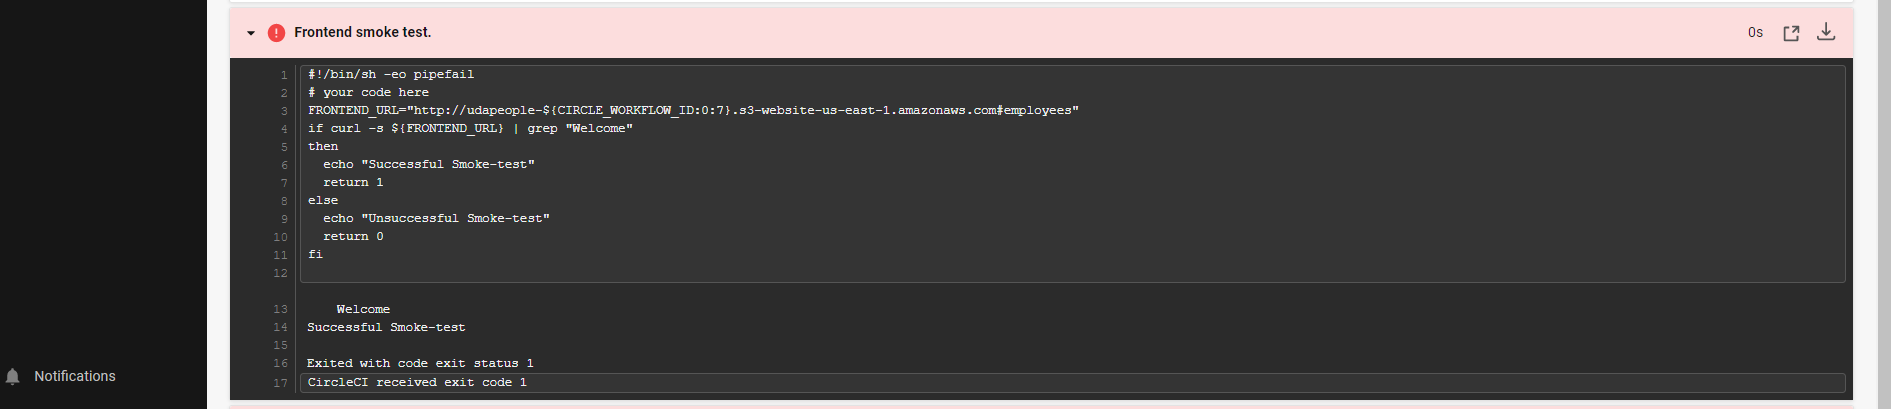 Frontend smoke test.
0s
1 #!/bin/sh -eo pipefail
2 # your code here
3 FRONTEND_URL="http://udapeople-${CIRCLE_WORKFLOW_ID:0:7}.s3-website-us-east-1.amazonaws.com#employees"
4 if curl -s ${FRONTEND_URL} | grep "Welcome"
5 then
6   echo "Successful Smoke-test"
7   return 1
8 else
9   echo "Unsuccessful Smoke-test"
10   return 0
11 fi
12
13     Welcome
14 Successful Smoke-test
15
16 Exited with code exit status 1
17 CircleCI received exit code 1
Notifications